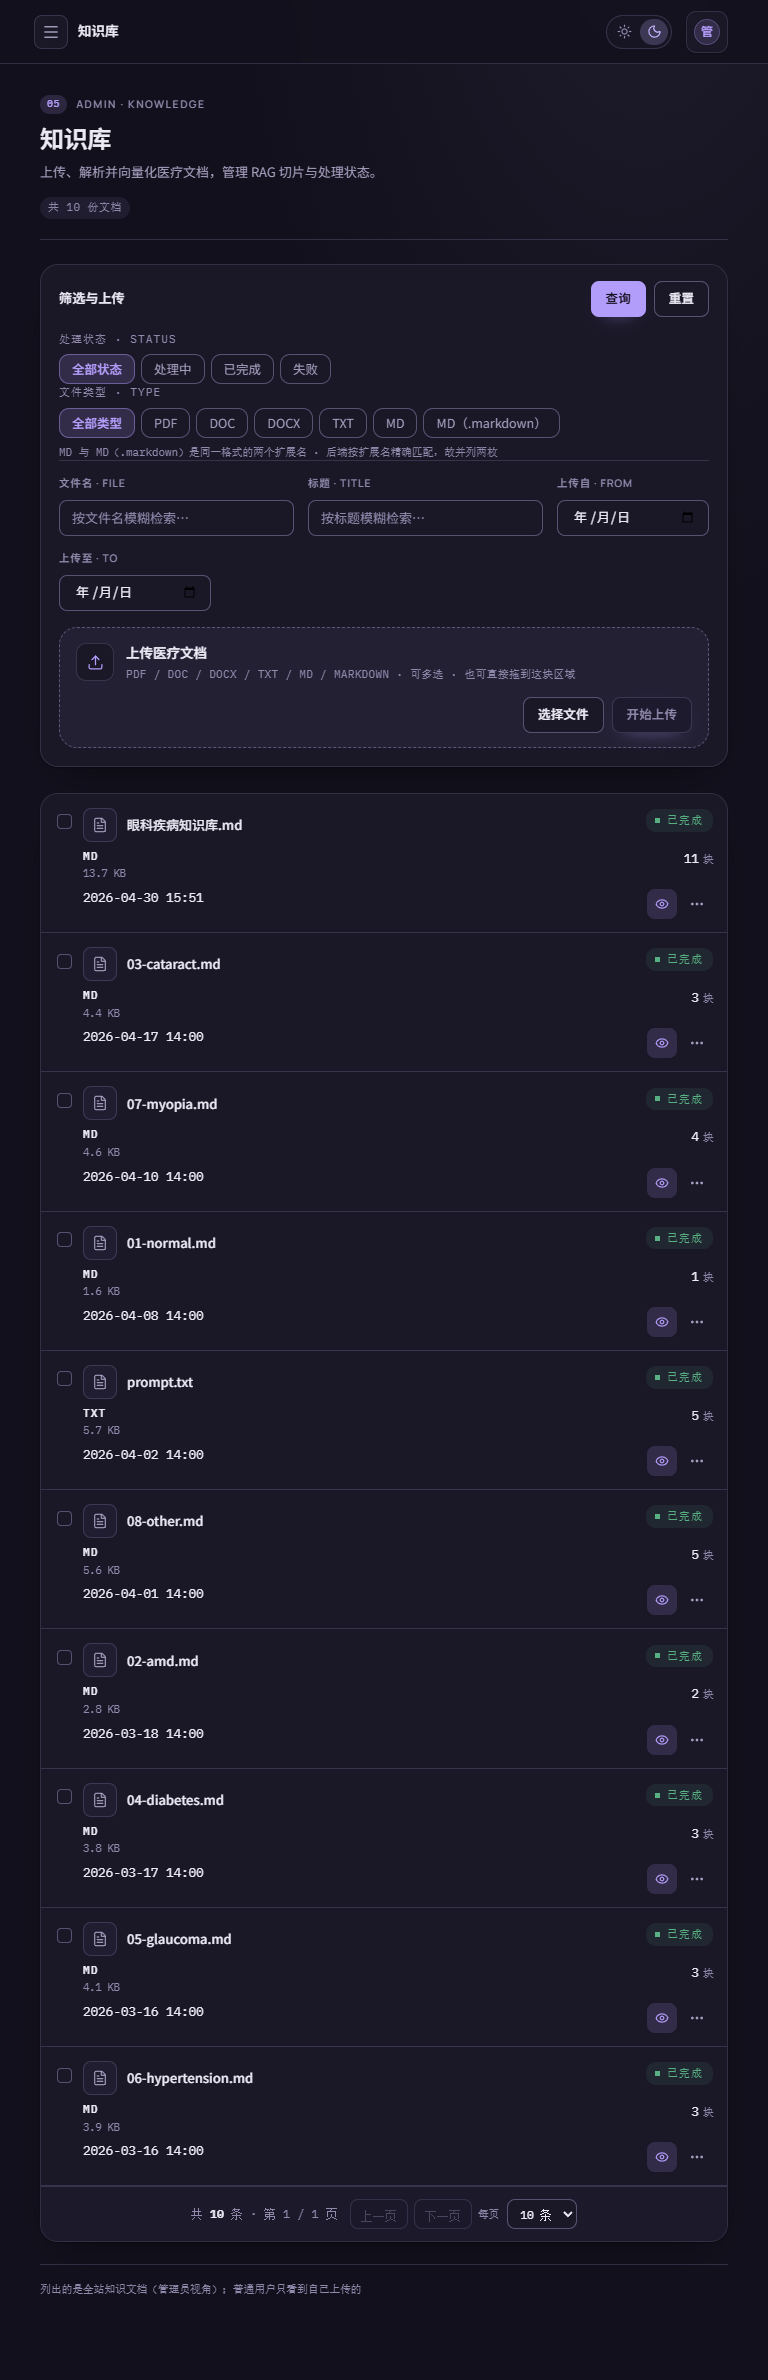 知识库
管
05 ADMIN · KNOWLEDGE
知识库
上传、解析并向量化医疗文档，管理 RAG 切片与处理状态。
共 10 份文档
筛选与上传 查询 重置
处理状态 · STATUS
全部状态 处理中 已完成 失败
文件类型 · TYPE
全部类型 PDF DOC DOCX TXT MD MD（.markdown）
MD 与 MD（.markdown）是同一格式的两个扩展名 · 后端按扩展名精确匹配，故并列两枚
文件名 · FILE 标题 · TITLE 上传自 · FROM
按文件名模糊检索… 按标题模糊检索… 年 /月/日
上传至 · TO
年 /月/日
上传医疗文档
PDF / DOC / DOCX / TXT / MD / MARKDOWN · 可多选 · 也可直接拖到这块区域
选择文件 开始上传
眼科疾病知识库.md 已完成
MD 11 块
13.7 KB
2026-04-30 15:51
03-cataract.md 已完成
MD 3 块
4.4 KB
2026-04-17 14:00
07-myopia.md 已完成
MD 4 块
4.6 KB
2026-04-10 14:00
01-normal.md 已完成
MD 1 块
1.6 KB
2026-04-08 14:00
prompt.txt 已完成
TXT 5 块
5.7 KB
2026-04-02 14:00
08-other.md 已完成
MD 5 块
5.6 KB
2026-04-01 14:00
02-amd.md 已完成
MD 2 块
2.8 KB
2026-03-18 14:00
04-diabetes.md 已完成
MD 3 块
3.8 KB
2026-03-17 14:00
05-glaucoma.md 已完成
MD 3 块
4.1 KB
2026-03-16 14:00
06-hypertension.md 已完成
MD 3 块
3.9 KB
2026-03-16 14:00
共 10 条 · 第 1 / 1 页 上一页 下一页 每页 10 条
列出的是全站知识文档（管理员视角）；普通用户只看到自己上传的